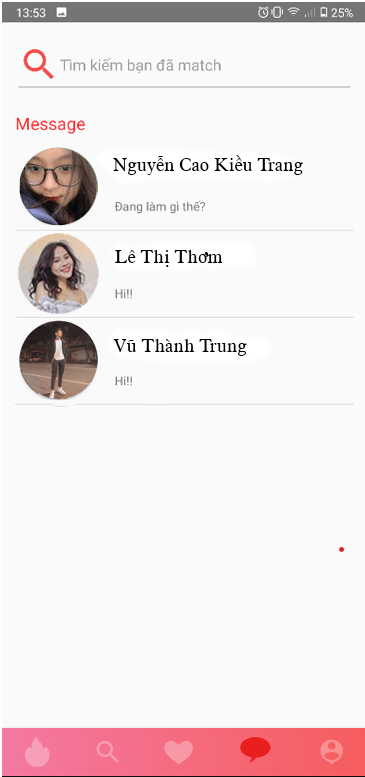 13:53 25%
Tìm kiếm bạn đã match
Message
Nguyễn Cao Kiều Trang
Đang làm gì thế?
Lê Thị Thơm
Hi!!
Vũ Thành Trung
Hi!!